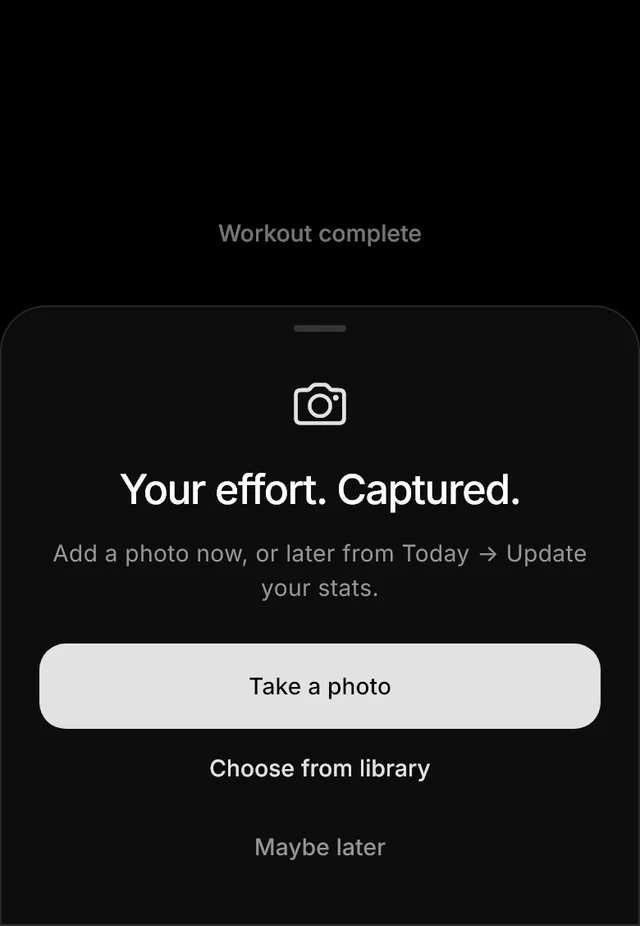 Workout complete
Your effort. Captured.
Add a photo now, or later from Today → Update
your stats.
Take a photo
Choose from library
Maybe later